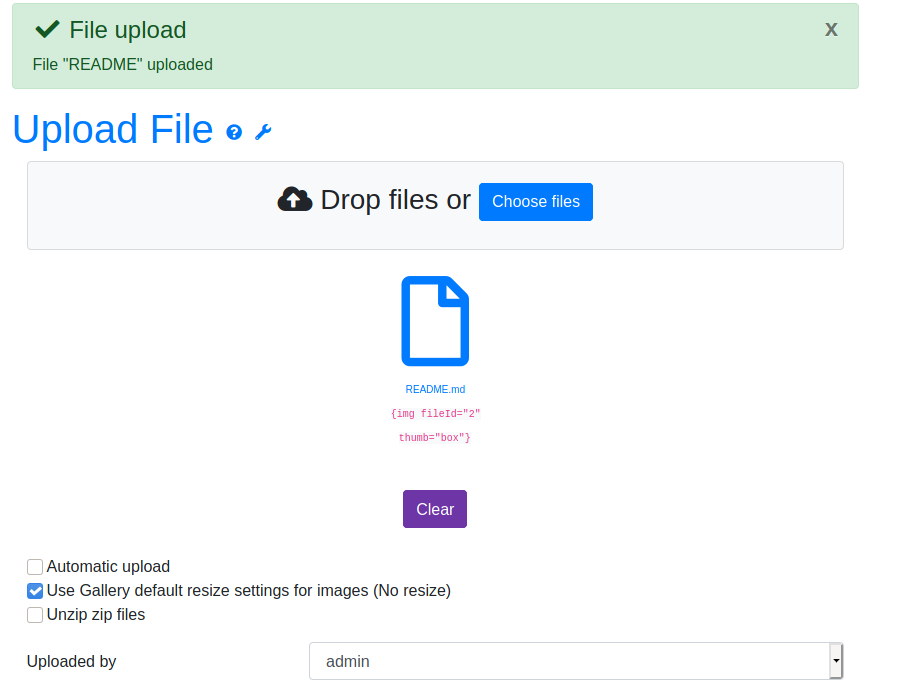 File upload
X
File "README" uploaded
Upload File
Drop files or Choose files
README.md
{img fileId="2"
thumb="box"}
Clear
Automatic upload
Use Gallery default resize settings for images (No resize)
Unzip zip files
Uploaded by admin